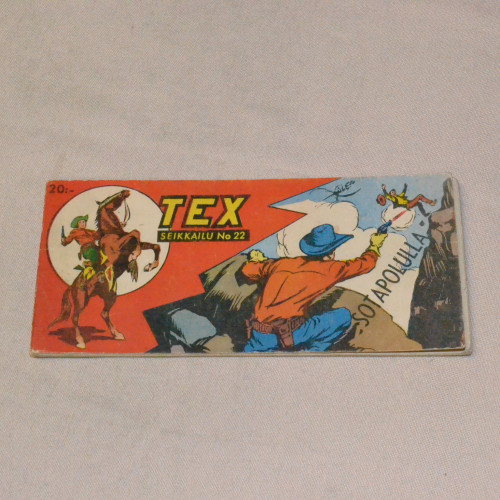 20:-
TEX
SEIKKAILU No 22
SOTAPOLULLA